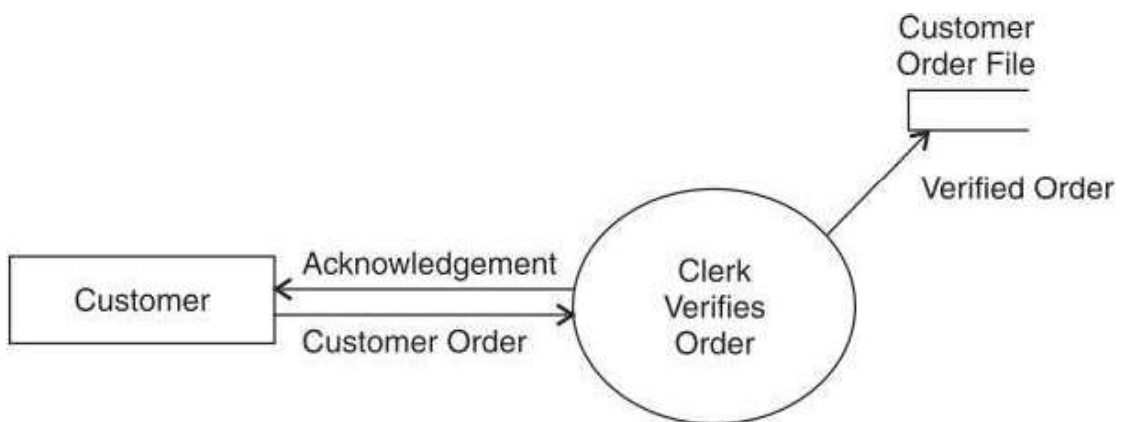 Customer
Order File
Verified Order
Acknowledgement
Customer
Customer Order
Clerk
Verifies
Order